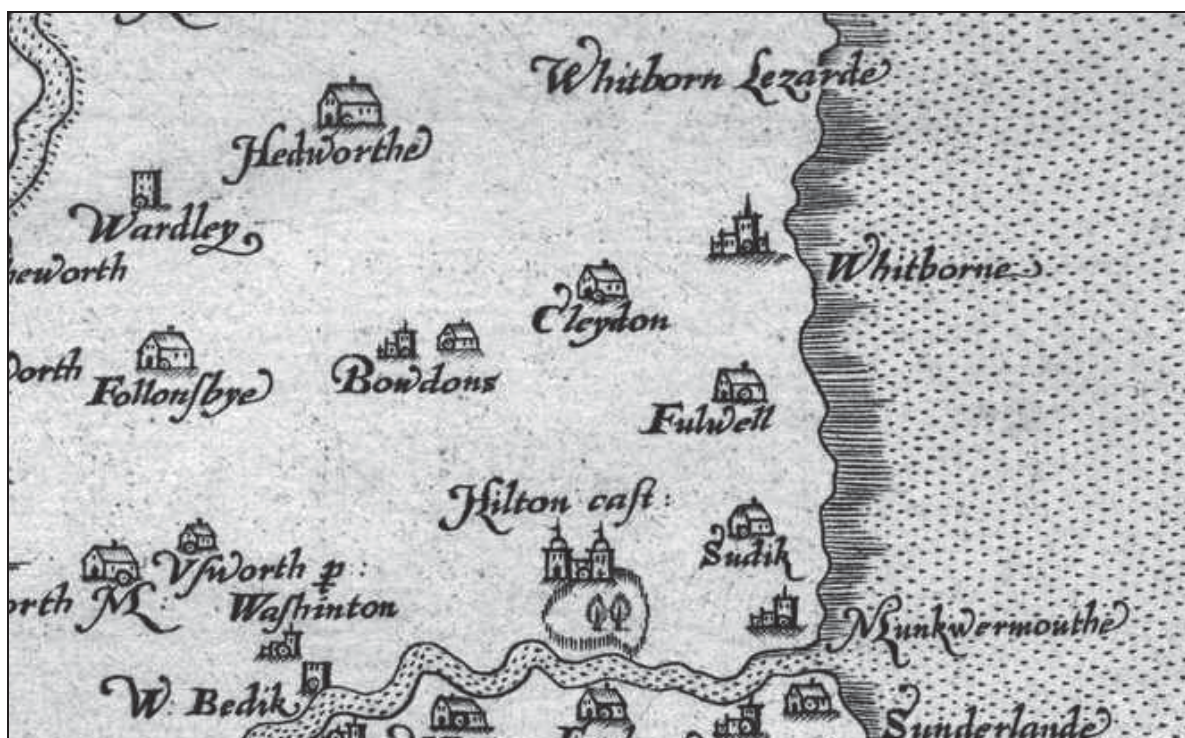 Whitborn Lezarde
Hedworthe
Wardley
heworth
Whitborne
Cleydon
orth
Follonſbye
Bowdons
Fulwell
Hilton caſt:
Sudik
Vſworth p:
orth M
Waſhinton
Munkwermouthe
W. Bedik
Sunderlande